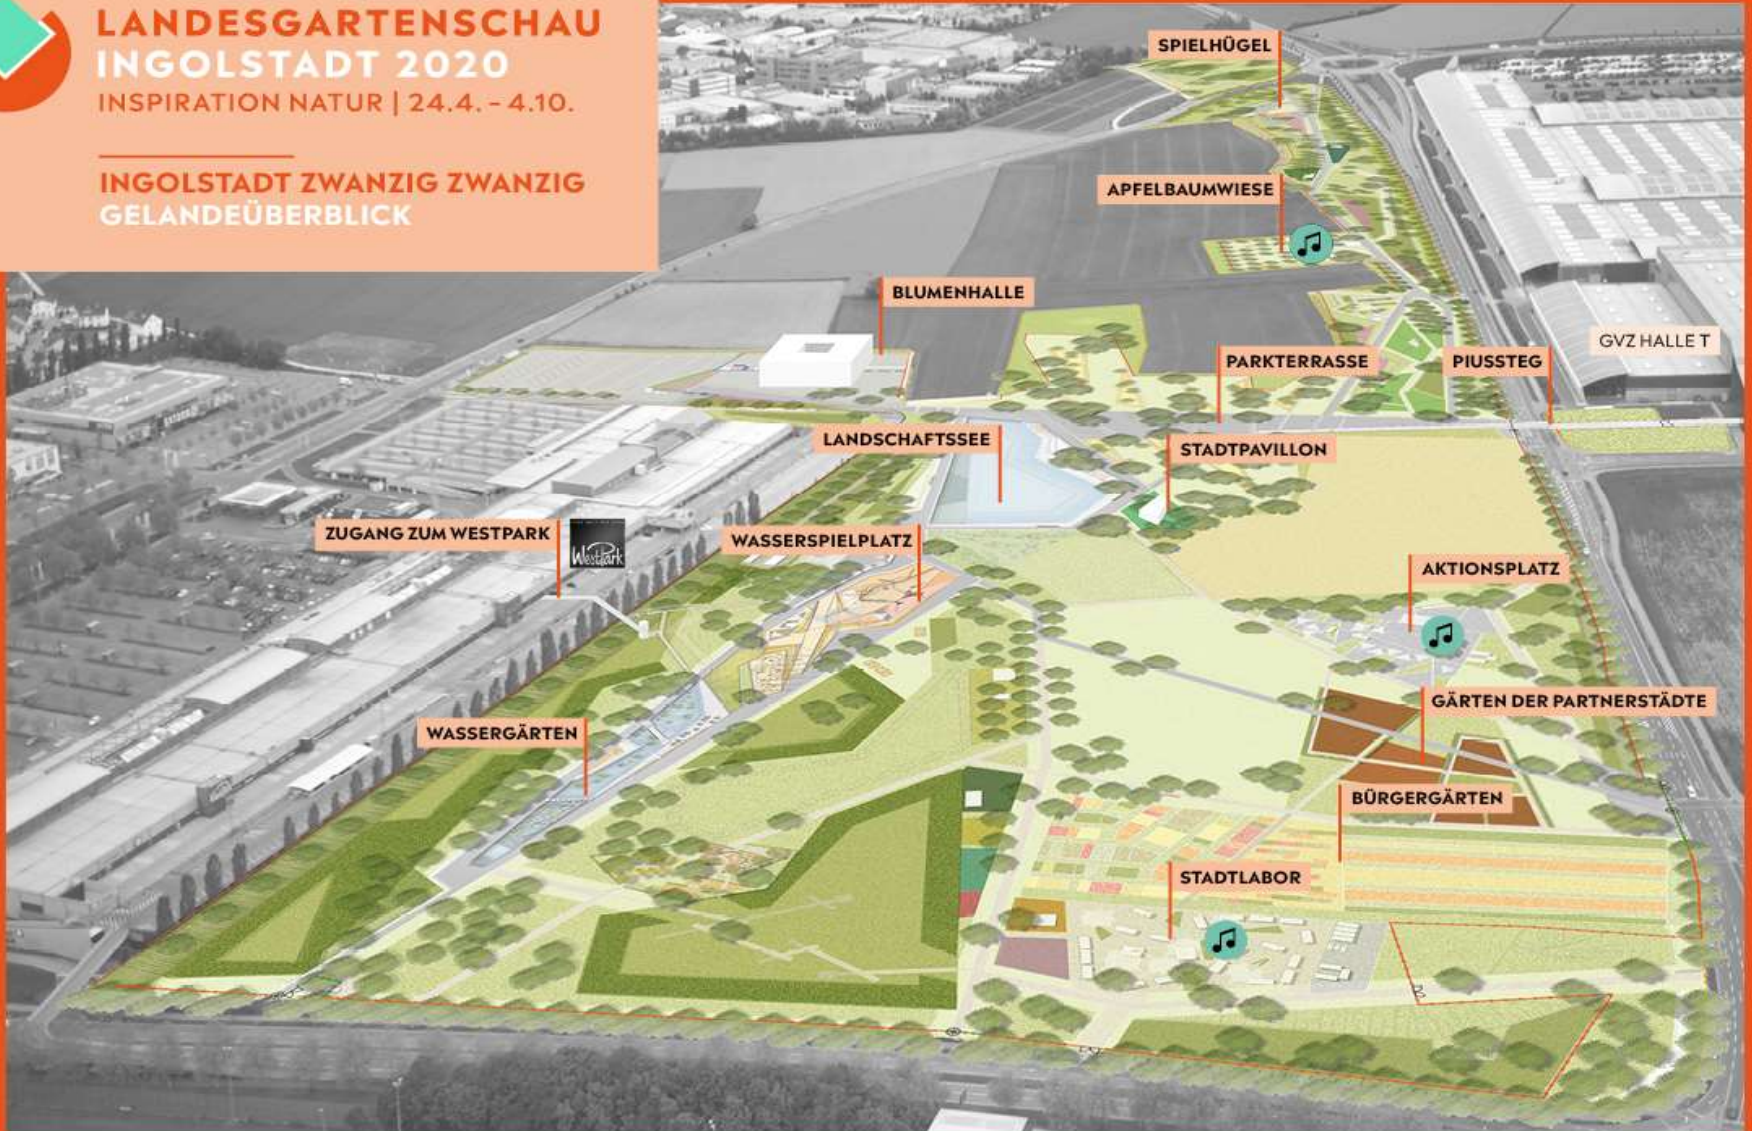 LANDESGARTENSCHAU
INGOLSTADT 2020
INSPIRATION NATUR | 24.4. - 4.10.
INGOLSTADT ZWANZIG ZWANZIG
GELANDEÜBERBLICK
SPIELHÜGEL
APFELBAUMWIESE
BLUMENHALLE
GVZ HALLE T
PARKTERRASSE
PIUSSTEG
LANDSCHAFTSSEE
STADTPAVILLON
ZUGANG ZUM WESTPARK
WestPark
WASSERSPIELPLATZ
AKTIONSPLATZ
GÄRTEN DER PARTNERSTÄDTE
WASSERGÄRTEN
BÜRGERGÄRTEN
STADTLABOR